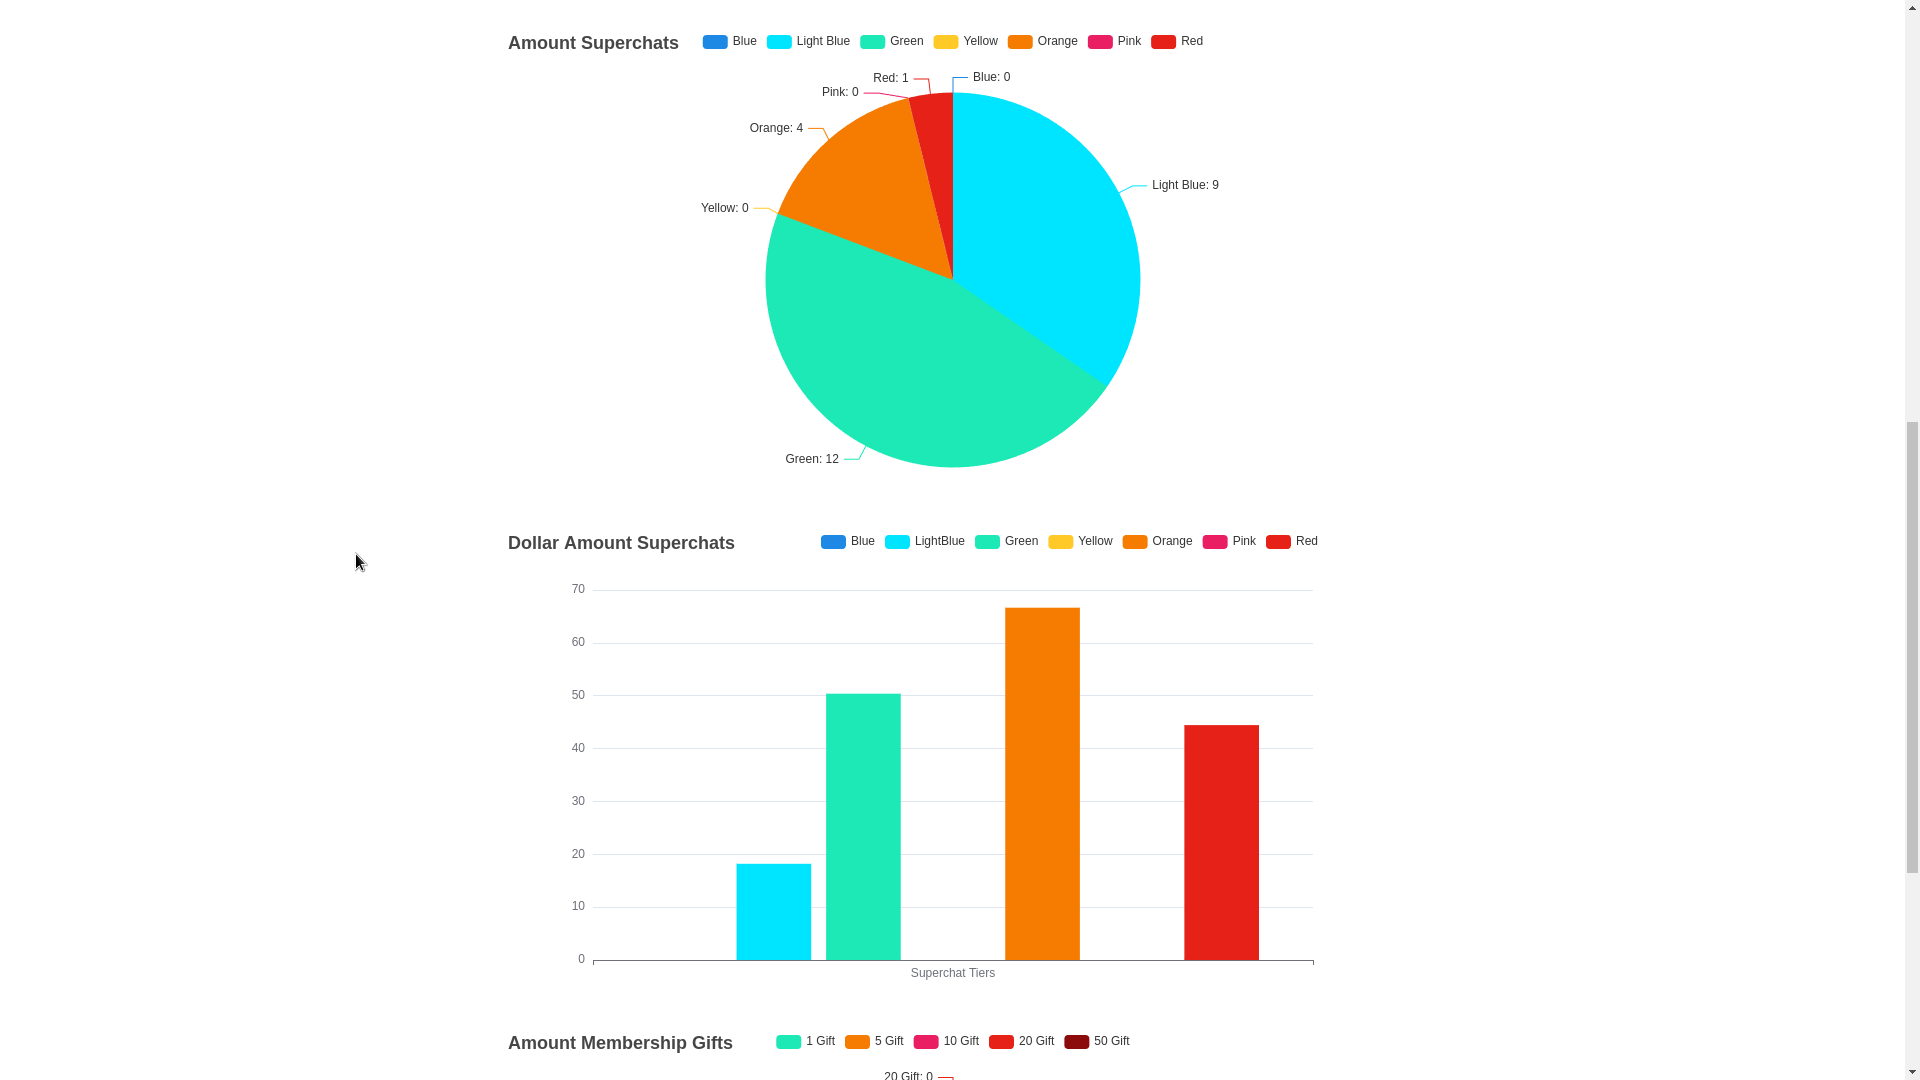 Amount Superchats
Blue Light Blue Green Yellow Orange Pink Red
Red: 1
Blue: 0
Pink: 0
Orange: 4
Light Blue: 9
Yellow: 0
Green: 12
Dollar Amount Superchats
Blue LightBlue Green Yellow Orange Pink Red
70
60
50
40
30
20
10
0
Superchat Tiers
Amount Membership Gifts
1 Gift 5 Gift 10 Gift 20 Gift 50 Gift
20 Gift: 0